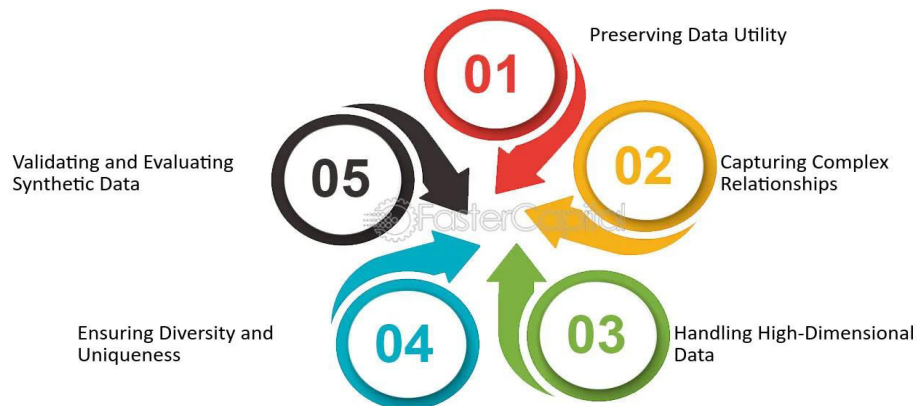 01
Preserving Data Utility
02
Capturing Complex
Relationships
03
Handling High-Dimensional
Data
04
Ensuring Diversity and
Uniqueness
05
Validating and Evaluating
Synthetic Data
FasterCapital